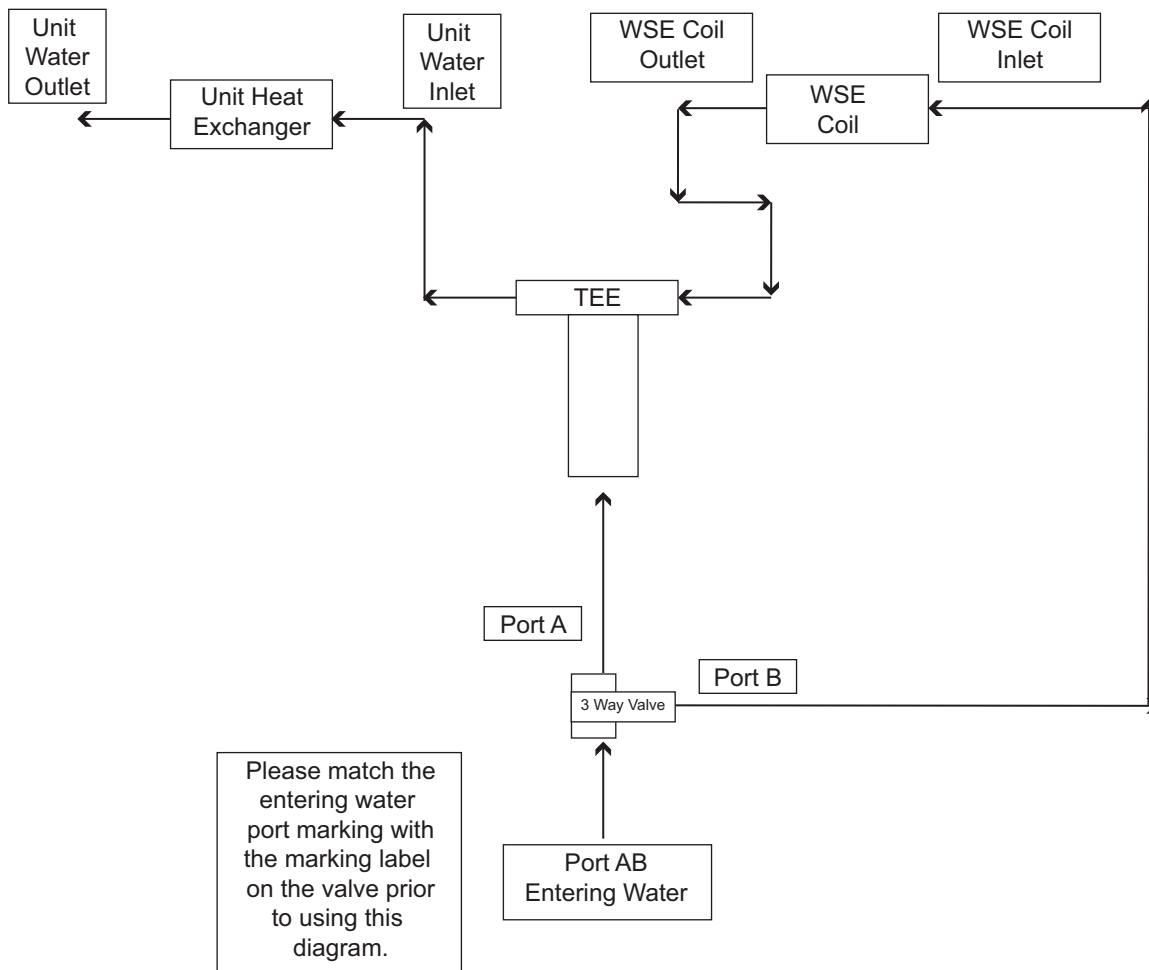 Unit
Water
Outlet
Unit
Water
Inlet
WSE Coil
Outlet
WSE Coil
Inlet
Unit Heat
Exchanger
WSE
Coil
TEE
Port A
Port B
3 Way Valve
Please match the
entering water
port marking with
the marking label
on the valve prior
to using this
diagram.
Port AB
Entering Water